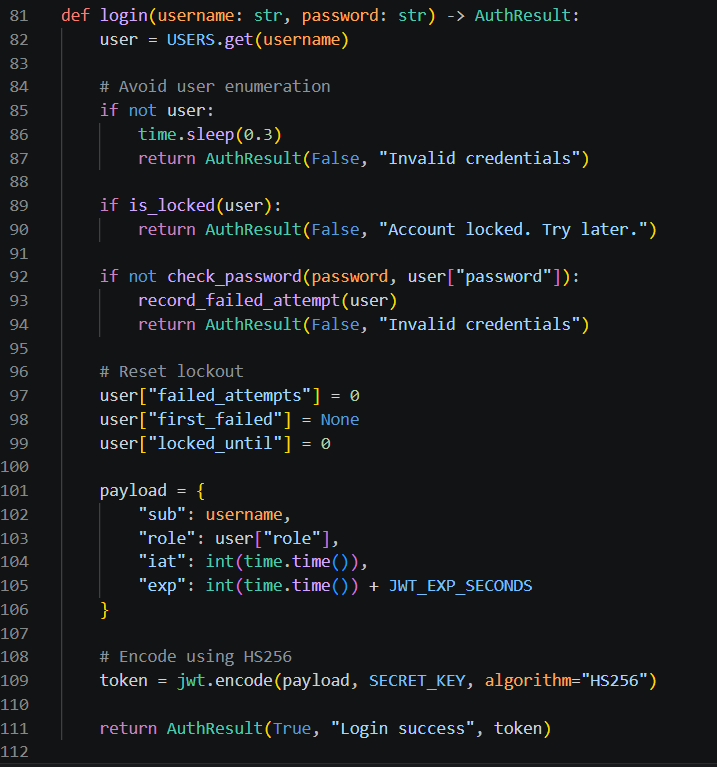 81 def login(username: str, password: str) -> AuthResult:
82     user = USERS.get(username)
83
84     # Avoid user enumeration
85     if not user:
86         time.sleep(0.3)
87         return AuthResult(False, "Invalid credentials")
88
89     if is_locked(user):
90         return AuthResult(False, "Account locked. Try later.")
91
92     if not check_password(password, user["password"]):
93         record_failed_attempt(user)
94         return AuthResult(False, "Invalid credentials")
95
96     # Reset lockout
97     user["failed_attempts"] = 0
98     user["first_failed"] = None
99     user["locked_until"] = 0
100
101     payload = {
102         "sub": username,
103         "role": user["role"],
104         "iat": int(time.time()),
105         "exp": int(time.time()) + JWT_EXP_SECONDS
106     }
107
108     # Encode using HS256
109     token = jwt.encode(payload, SECRET_KEY, algorithm="HS256")
110
111     return AuthResult(True, "Login success", token)
112